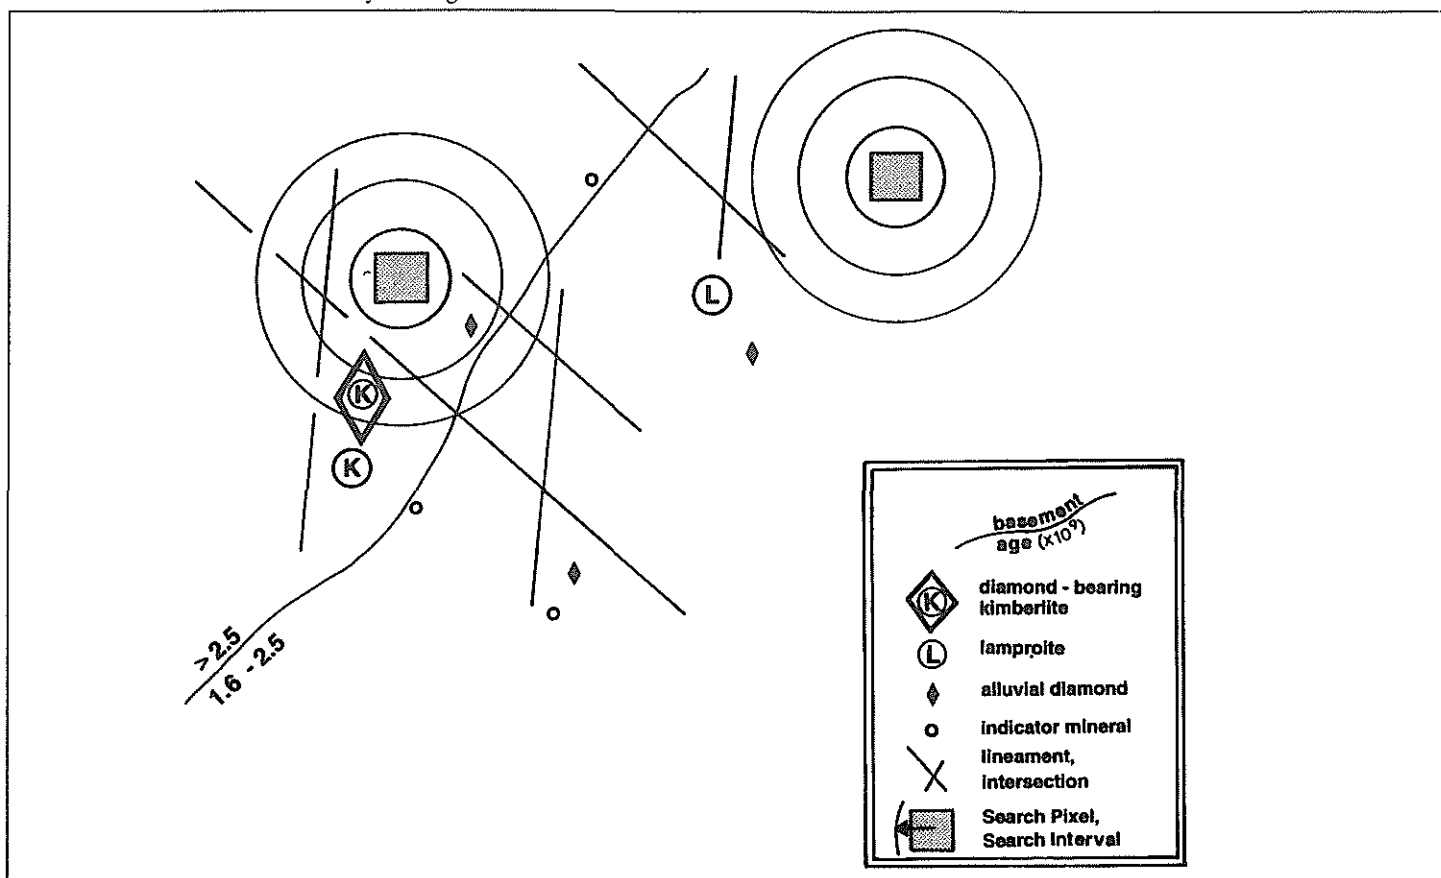 L
K
K
> 2.5
1.6 - 2.5
basement
age (x10⁹)
K
diamond - bearing
kimberlite
L
lamproite
alluvial diamond
indicator mineral
lineament,
intersection
Search Pixel,
Search Interval